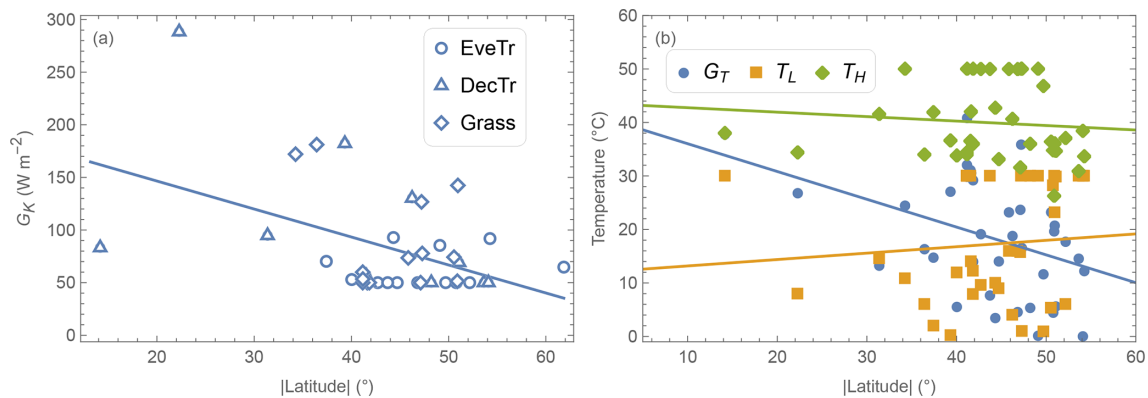 (a)
EveTr
DecTr
Grass
300
250
200
150
100
50
0
G_K (W m⁻²)
20 30 40 50 60
|Latitude| (°)
(b)
G_T T_L T_H
60
50
40
30
20
10
0
Temperature (°C)
10 20 30 40 50 60
|Latitude| (°)